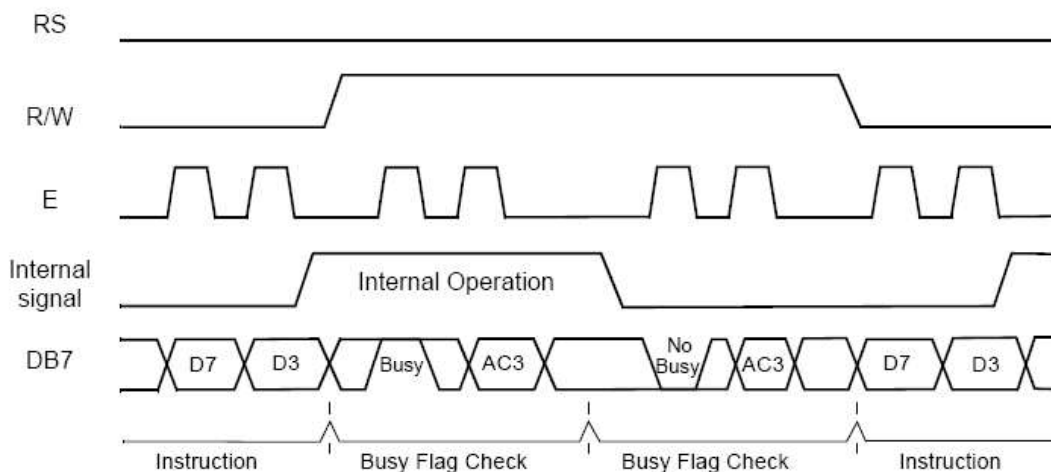 RS
R/W
E
Internal
signal
Internal Operation
DB7
D7
D3
Busy
AC3
No
Busy
AC3
D7
D3
Instruction
Busy Flag Check
Busy Flag Check
Instruction